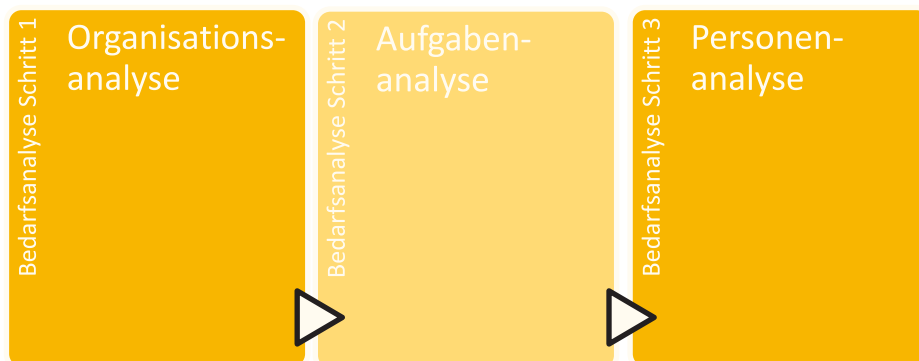 Bedarfsanalyse Schritt 1
Organisations-
analyse
Bedarfsanalyse Schritt 2
Aufgaben-
analyse
Bedarfsanalyse Schritt 3
Personen-
analyse